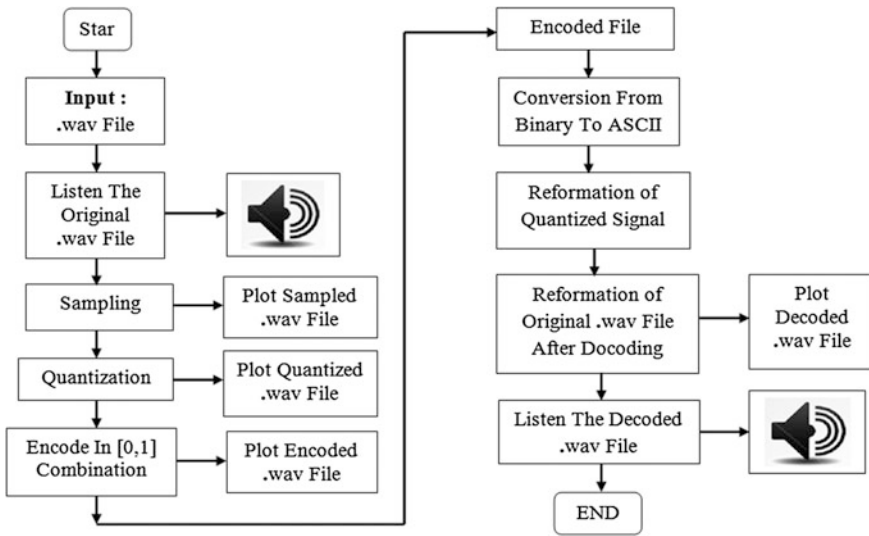 Star
Input :
.wav File
Listen The
Original
.wav File
Sampling
Plot Sampled
.wav File
Quantization
Plot Quantized
.wav File
Encode In [0,1]
Combination
Plot Encoded
.wav File
Encoded File
Conversion From
Binary To ASCII
Reformation of
Quantized Signal
Reformation of
Original .wav File
After Docoding
Plot
Decoded
.wav File
Listen The Decoded
.wav File
END